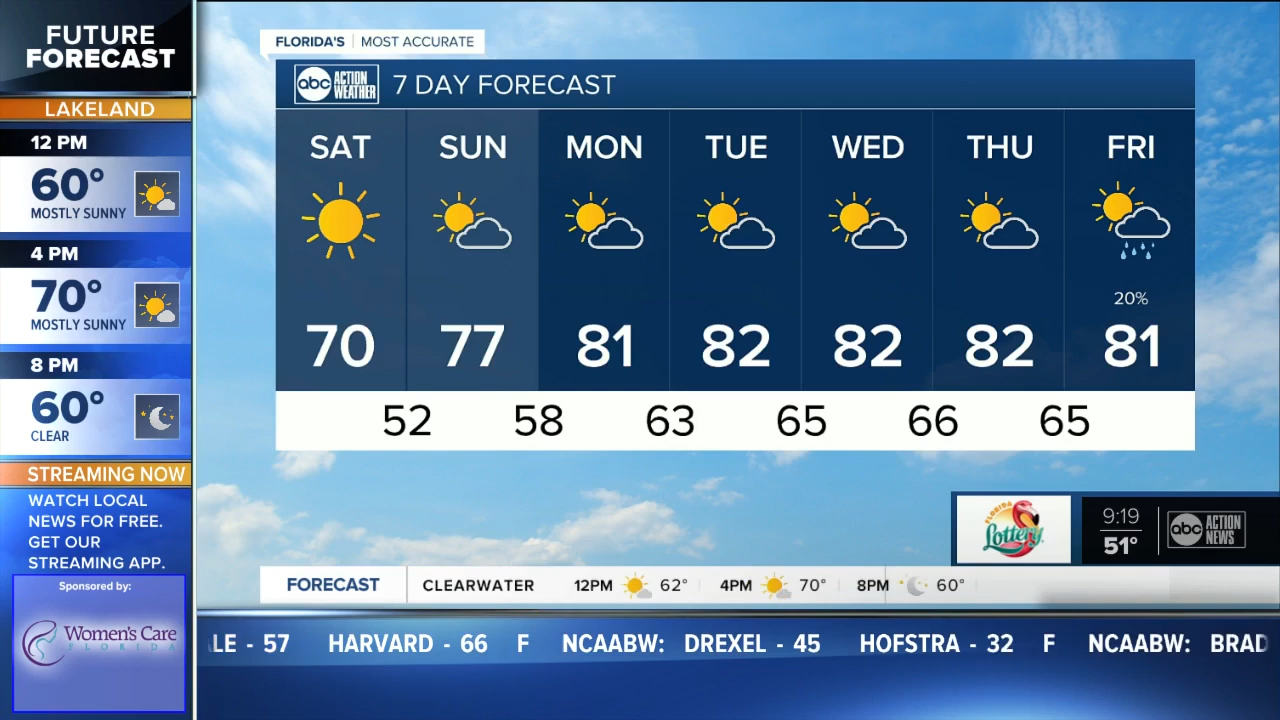 FUTURE
FORECAST
LAKELAND
12 PM
60°
MOSTLY SUNNY
4 PM
70°
MOSTLY SUNNY
8 PM
60°
CLEAR
STREAMING NOW
WATCH LOCAL
NEWS FOR FREE.
GET OUR
STREAMING APP.
Sponsored by:
Women's Care
FLORIDA
FLORIDA'S MOST ACCURATE
abc ACTION WEATHER 7 DAY FORECAST
SAT SUN MON TUE WED THU FRI
20%
70 77 81 82 82 82 81
52 58 63 65 66 65
FLORIDA
Lottery
9:19
51°
abc ACTION NEWS
FORECAST CLEARWATER 12PM 62° 4PM 70° 8PM 60°
LE - 57 HARVARD - 66 F NCAABW: DREXEL - 45 HOFSTRA - 32 F NCAABW: BRAD